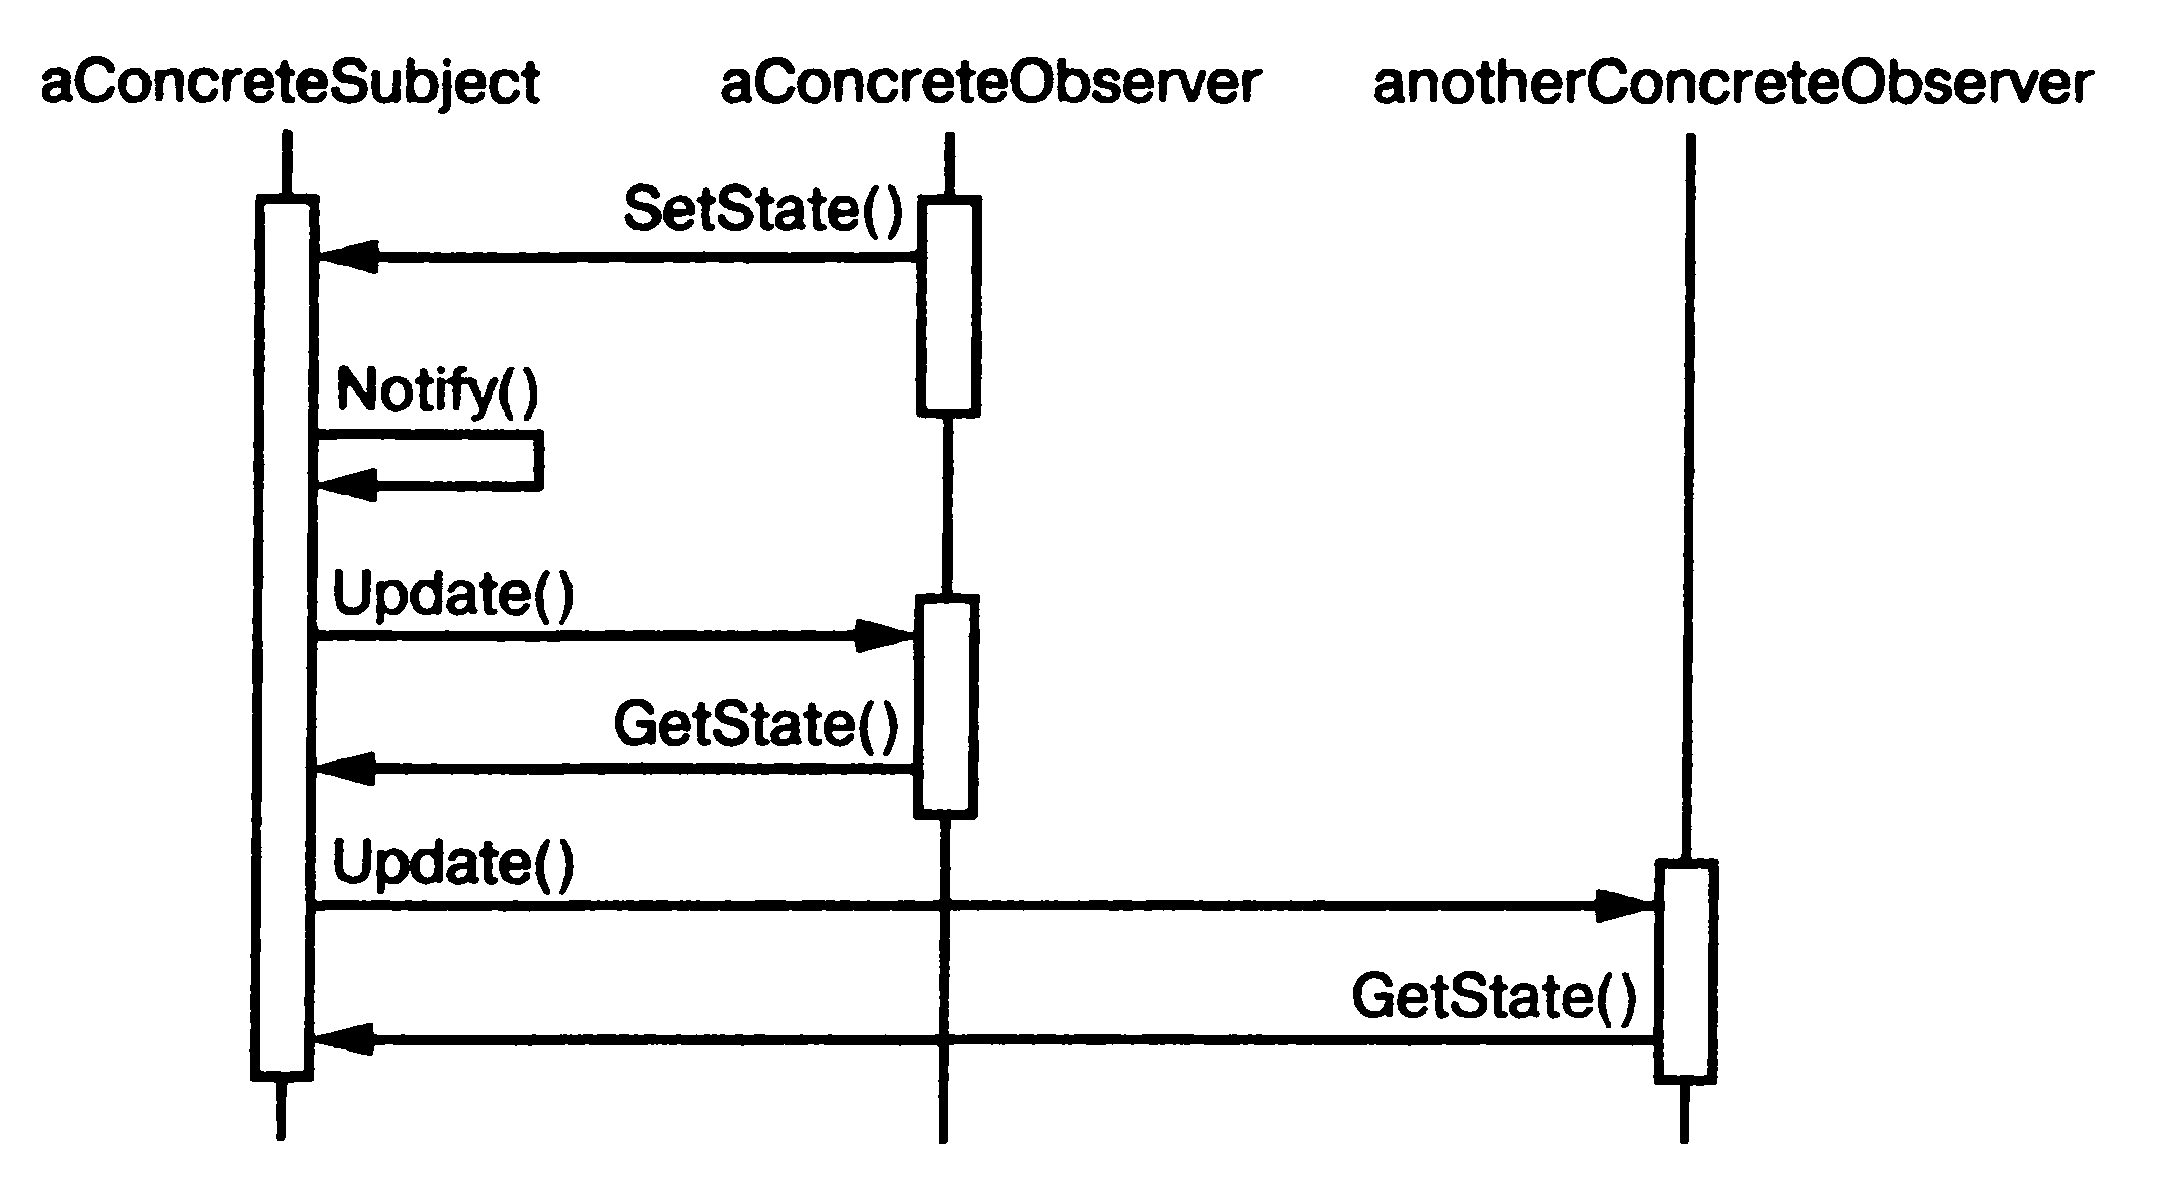 aConcreteSubject
aConcreteObserver
anotherConcreteObserver
SetState()
Notify()
Update()
GetState()
Update()
GetState()